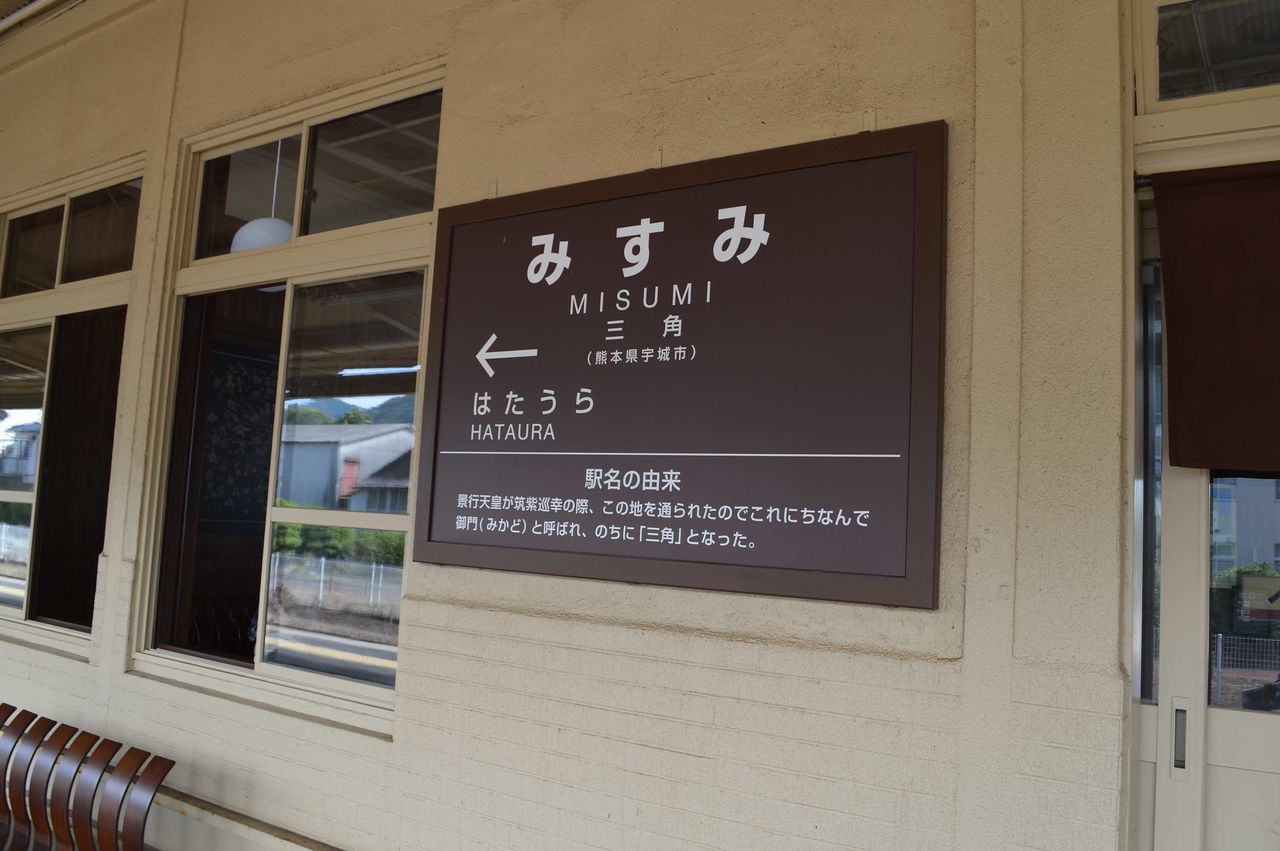 みすみ
MISUMI
三角
（熊本県宇城市）
←
はたうら
HATAURA
駅名の由来
景行天皇が筑紫巡幸の際、この地を通られたのでこれにちなんで
御門（みかど）と呼ばれ、のちに「三角」となった。